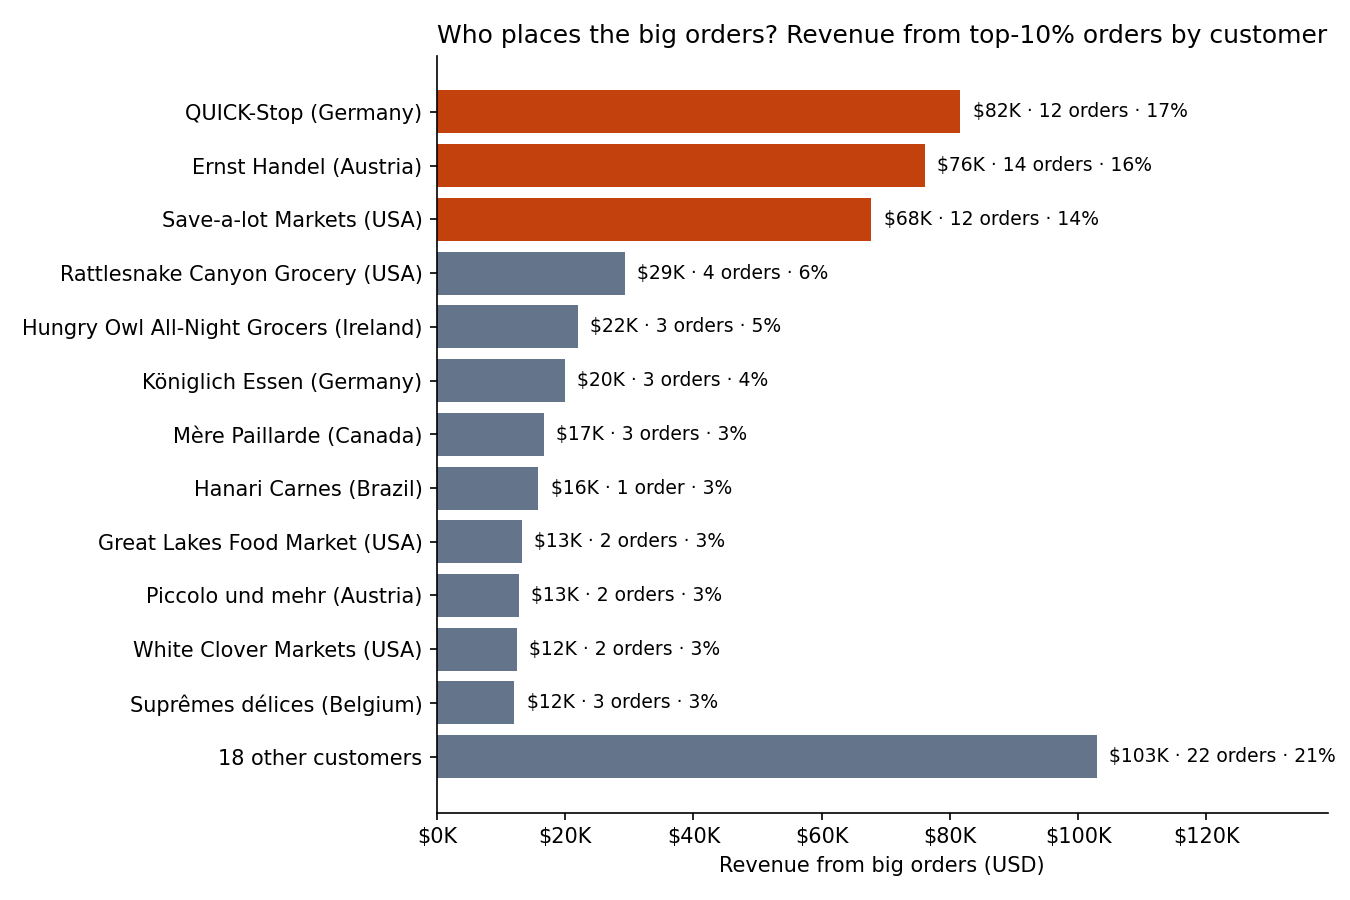 Who places the big orders? Revenue from top-10% orders by customer
QUICK-Stop (Germany)
$82K · 12 orders · 17%
Ernst Handel (Austria)
$76K · 14 orders · 16%
Save-a-lot Markets (USA)
$68K · 12 orders · 14%
Rattlesnake Canyon Grocery (USA)
$29K · 4 orders · 6%
Hungry Owl All-Night Grocers (Ireland)
$22K · 3 orders · 5%
Königlich Essen (Germany)
$20K · 3 orders · 4%
Mère Paillarde (Canada)
$17K · 3 orders · 3%
Hanari Carnes (Brazil)
$16K · 1 order · 3%
Great Lakes Food Market (USA)
$13K · 2 orders · 3%
Piccolo und mehr (Austria)
$13K · 2 orders · 3%
White Clover Markets (USA)
$12K · 2 orders · 3%
Suprêmes délices (Belgium)
$12K · 3 orders · 3%
18 other customers
$103K · 22 orders · 21%
$0K $20K $40K $60K $80K $100K $120K
Revenue from big orders (USD)